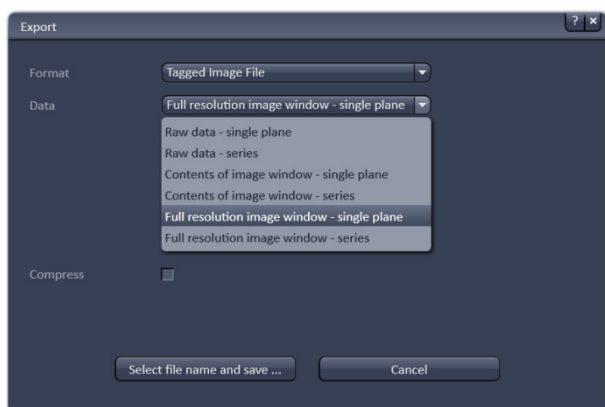 Export
? ×
Format
Tagged Image File
Data
Full resolution image window - single plane
Raw data - single plane
Raw data - series
Contents of image window - single plane
Contents of image window - series
Full resolution image window - single plane
Full resolution image window - series
Compress
Select file name and save ...
Cancel